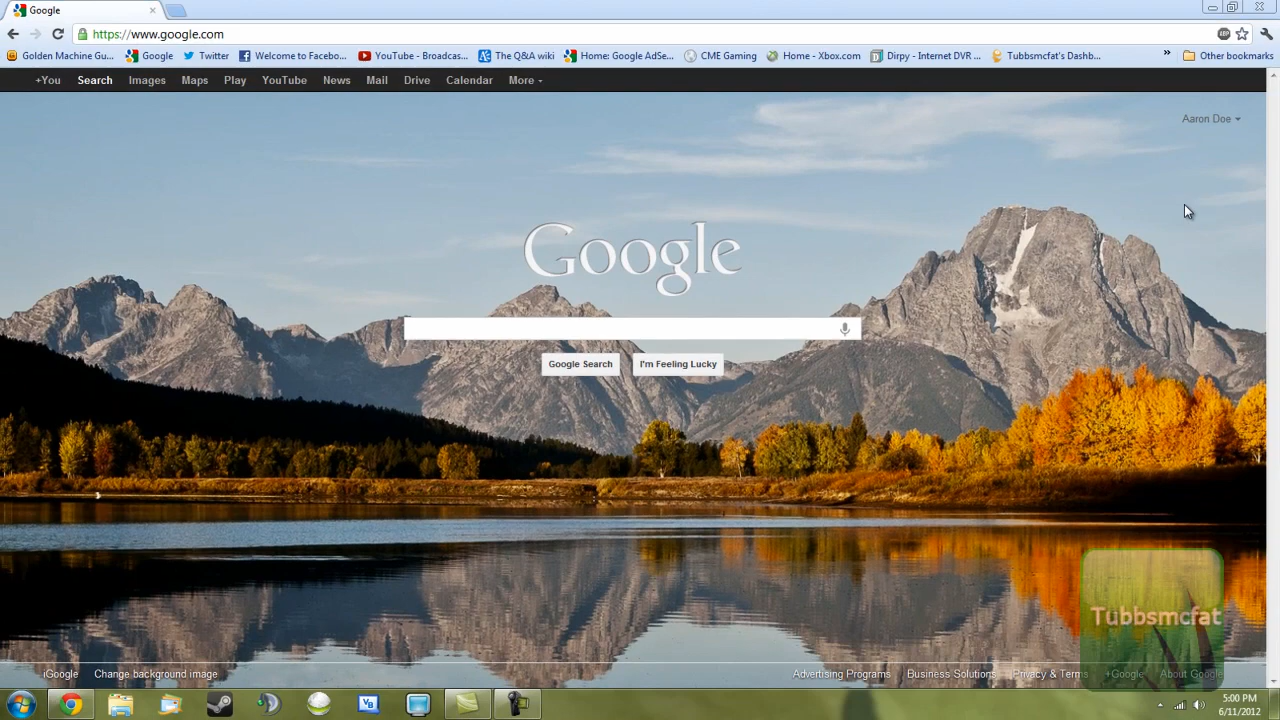 Google
https://www.google.com
Golden Machine Gu... Google Twitter Welcome to Facebo... YouTube - Broadcas... The Q&A wiki Home: Google AdSe... CME Gaming Home - Xbox.com Dirpy - Internet DVR ... Tubbsmcfat's Dashb... » Other bookmarks
+You Search Images Maps Play YouTube News Mail Drive Calendar More
Aaron Doe
Google
Google Search I'm Feeling Lucky
Tubbsmcfat
iGoogle Change background image Advertising Programs Business Solutions Privacy & Terms +Google About Google
5:00 PM
6/11/2012